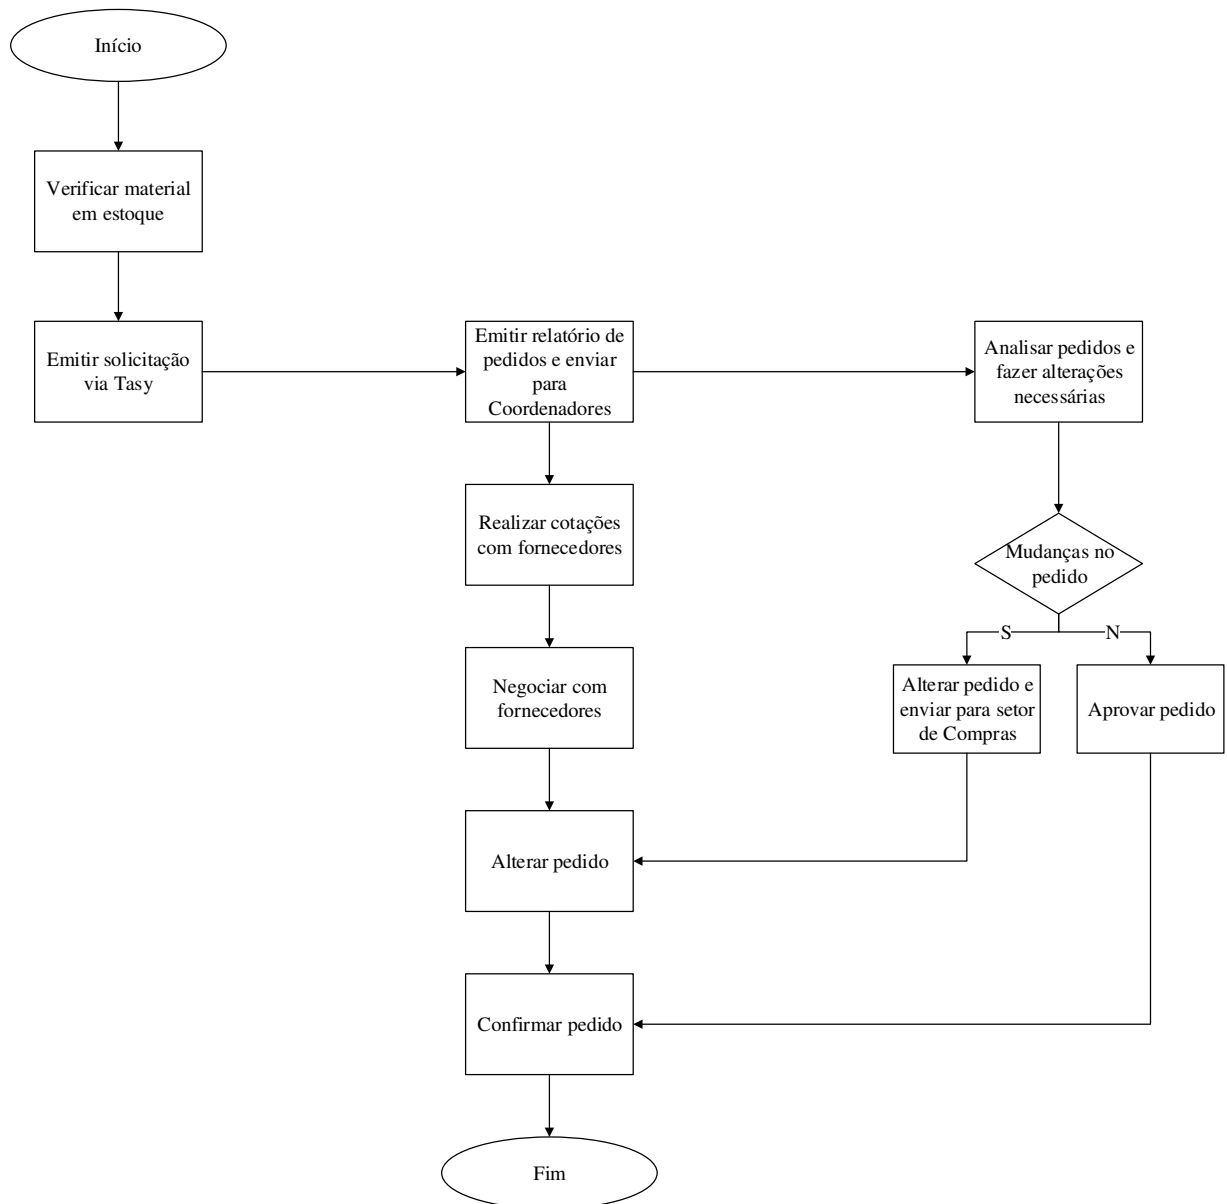 Início
Verificar material
em estoque
Emitir solicitação
via Tasy
Emitir relatório de
pedidos e enviar
para
Coordenadores
Analisar pedidos e
fazer alterações
necessárias
Realizar cotações
com fornecedores
Mudanças no
pedido
S
N
Negociar com
fornecedores
Alterar pedido e
enviar para setor
de Compras
Aprovar pedido
Alterar pedido
Confirmar pedido
Fim